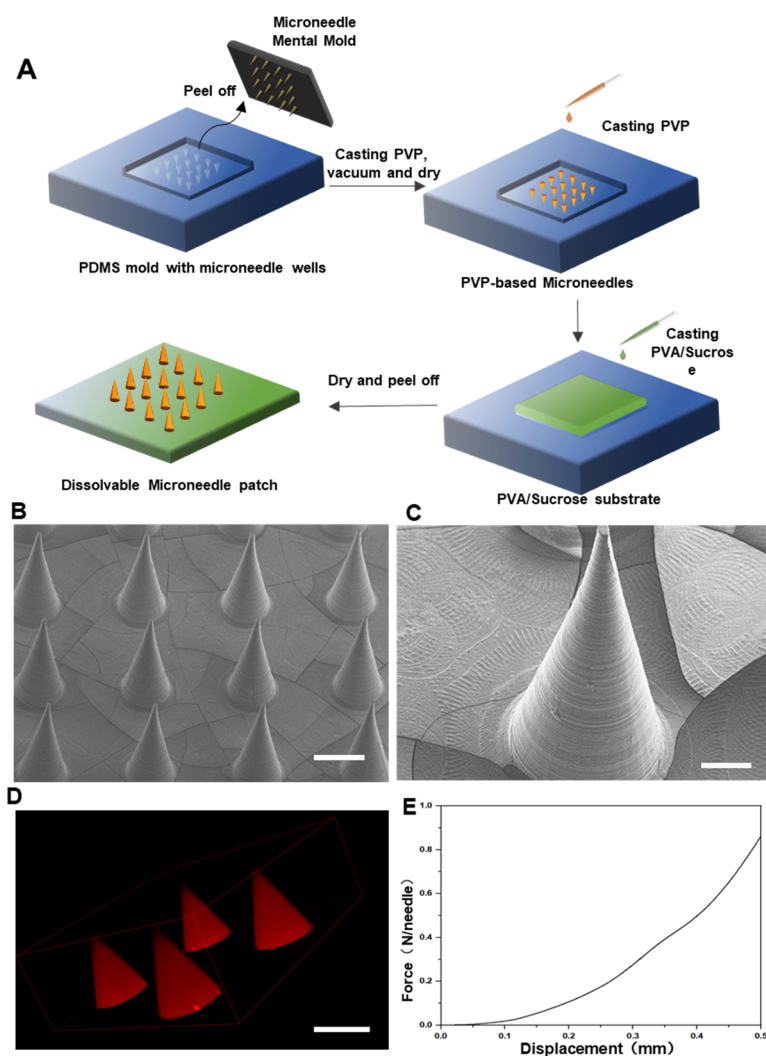 Microneedle
Mental Mold
A
Peel off
Casting PVP
Casting PVP,
vacuum and dry
PDMS mold with microneedle wells
PVP-based Microneedles
Casting
PVA/Sucros
e
Dry and peel off
Dissolvable Microneedle patch
PVA/Sucrose substrate
B
C
D
E
1.0
0.8
0.6
0.4
0.2
0.0
Force（N/needle）
0.0 0.1 0.2 0.3 0.4 0.5
Displacement（mm）